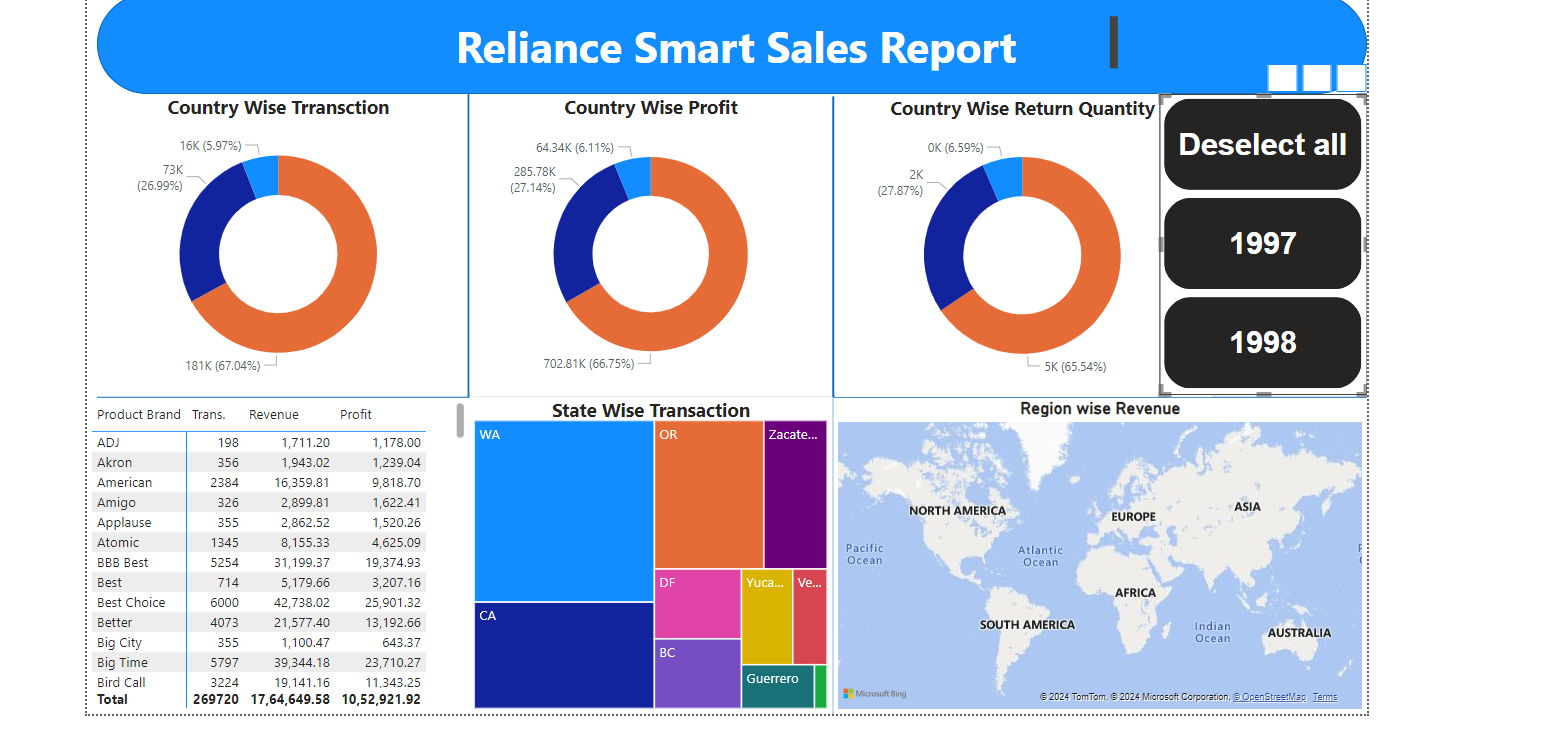 Reliance Smart Sales Report
Country Wise Trransction
16K (5.97%)
73K
(26.99%)
181K (67.04%)
Country Wise Profit
64.34K (6.11%)
285.78K
(27.14%)
702.81K (66.75%)
Country Wise Return Quantity
0K (6.59%)
2K
(27.87%)
5K (65.54%)
Deselect all
1997
1998
Product Brand Trans. Revenue Profit
ADJ 198 1,711.20 1,178.00
Akron 356 1,943.02 1,239.04
American 2384 16,359.81 9,818.70
Amigo 326 2,899.81 1,622.41
Applause 355 2,862.52 1,520.26
Atomic 1345 8,155.33 4,625.09
BBB Best 5254 31,199.37 19,374.93
Best 714 5,179.66 3,207.16
Best Choice 6000 42,738.02 25,901.32
Better 4073 21,577.40 13,192.66
Big City 355 1,100.47 643.37
Big Time 5797 39,344.18 23,710.27
Bird Call 3224 19,141.16 11,343.25
Total 269720 17,64,649.58 10,52,921.92
State Wise Transaction
WA
OR
Zacate...
CA
DF
Yuca...
Ve...
BC
Guerrero
Region wise Revenue
NORTH AMERICA
EUROPE
ASIA
Pacific
Ocean
Atlantic
Ocean
AFRICA
SOUTH AMERICA
Indian
Ocean
AUSTRALIA
Microsoft Bing
© 2024 TomTom, © 2024 Microsoft Corporation, © OpenStreetMap Terms